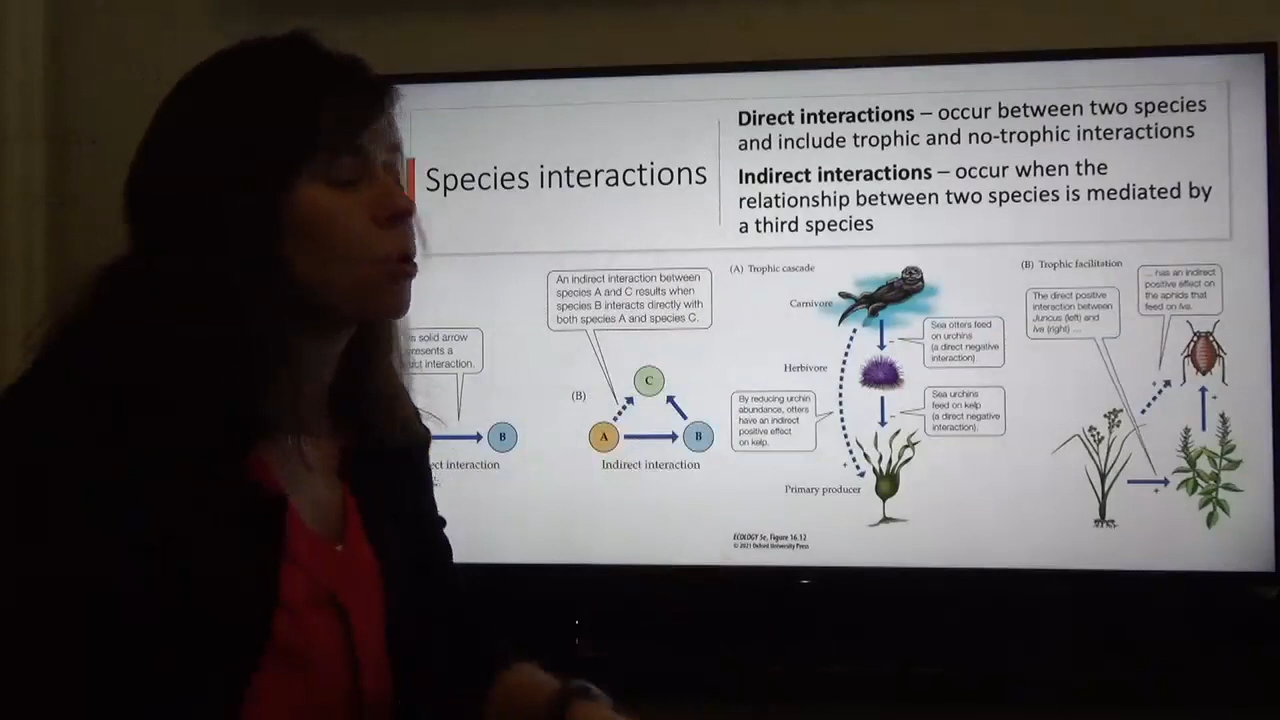 Species interactions
Direct interactions – occur between two species
and include trophic and no-trophic interactions
Indirect interactions – occur when the
relationship between two species is mediated by
a third species
solid arrow
a
interaction.
B
interaction
An indirect interaction between
species A and C results when
species B interacts directly with
both species A and species C.
(B)
C
A
B
Indirect interaction
(A) Trophic cascade
Carnivore
Sea otters feed
on urchins
(a direct negative
interaction).
-
Herbivore
By reducing urchin
abundance, otters
have an indirect
positive effect
on kelp.
Sea urchins
feed on kelp
(a direct negative
interaction).
-
+
Primary producer
ECOLOGY 5e, Figure 16.12
© 2021 Oxford University Press
(B) Trophic facilitation
The direct positive
interaction between
Juncus (left) and
Iva (right) ...
... has an indirect
positive effect on
the aphids that
feed on Iva.
+
-
+